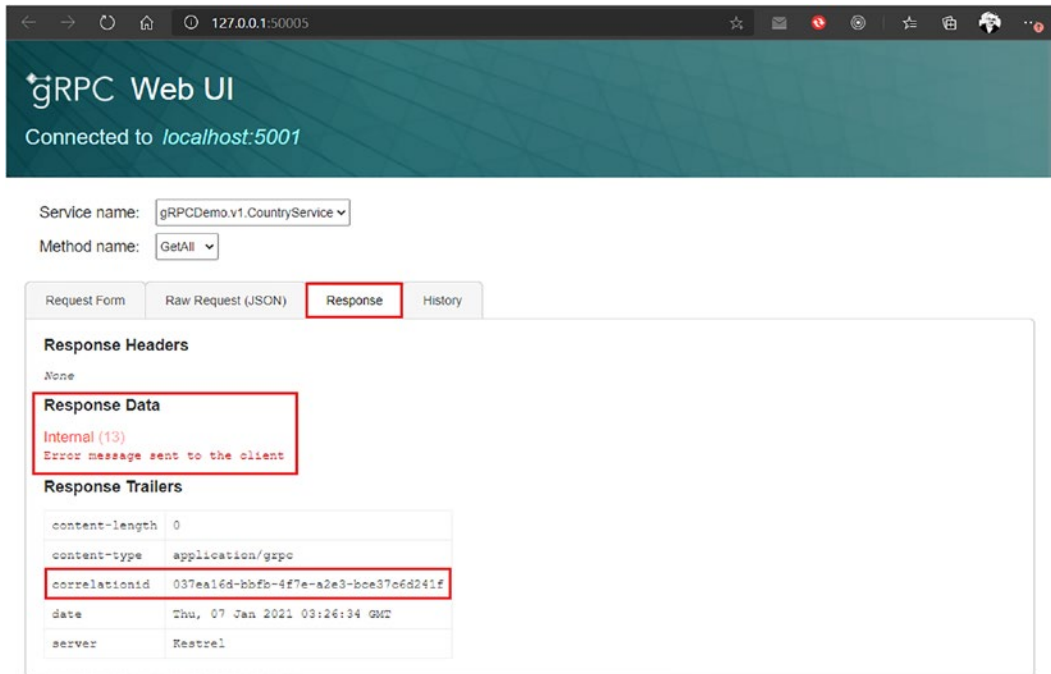 127.0.0.1:50005
gRPC Web UI
Connected to localhost:5001
Service name: gRPCDemo.v1.CountryService
Method name: GetAll
Request Form Raw Request (JSON) Response History
Response Headers
None
Response Data
Internal (13)
Error message sent to the client
Response Trailers
content-length 0
content-type application/grpc
correlationid 037ea16d-bbfb-4f7e-a2e3-bce37c6d241f
date Thu, 07 Jan 2021 03:26:34 GMT
server Kestrel